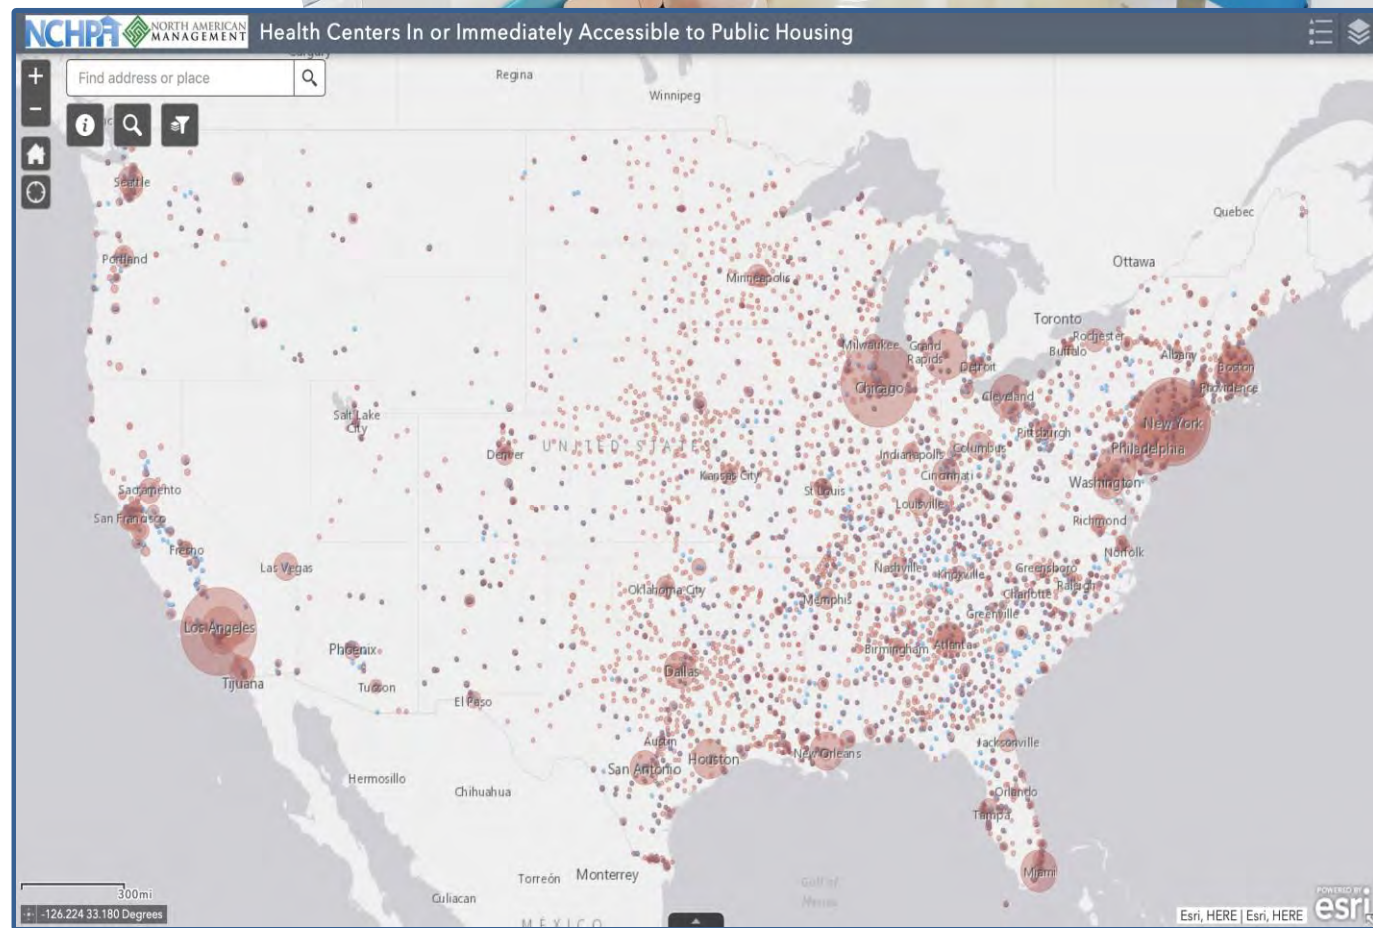 NCHPA NORTH AMERICAN MANAGEMENT Health Centers In or Immediately Accessible to Public Housing
+
Find address or place
Regina
Winnipeg
−
i
Seattle
Quebec
Portland
Ottawa
Minneapolis
Toronto
Rochester
Buffalo
Milwaukee
Grand
Rapids
Albany
Detroit
Boston
Chicago
Providence
Cleveland
Salt Lake
City
New York
Pittsburgh
UNITED STATES
Denver
Indianapolis
Columbus
Philadelphia
Kansas City
Cincinnati
Washington
Sacramento
St Louis
Louisville
San Francisco
Richmond
Fresno
Norfolk
Las Vegas
Nashville
Knoxville
Greensboro
Raleigh
Oklahoma City
Memphis
Charlotte
Greenville
Los Angeles
Phoenix
Birmingham
Atlanta
Dallas
Tijuana
Tucson
El Paso
Austin
Jacksonville
New Orleans
Houston
San Antonio
Hermosillo
Chihuahua
Orlando
Tampa
Miami
Torreón
Monterrey
Gulf of
300mi
Culiacan
-126.224 33.180 Degrees
MÉXICO
POWERED BY
esri
Esri, HERE | Esri, HERE